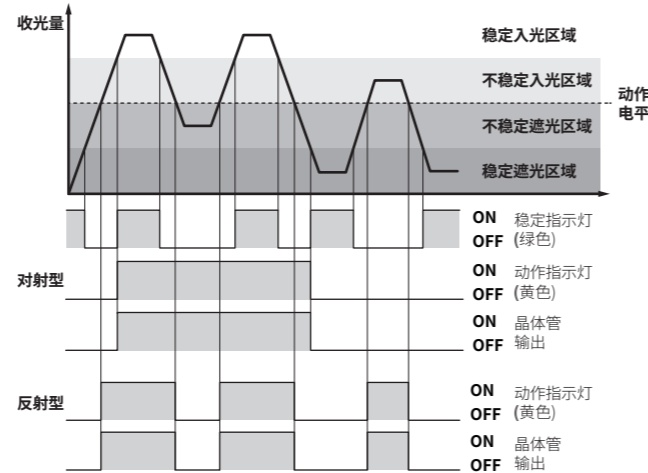 收光量
稳定入光区域
不稳定入光区域
动作
电平
不稳定遮光区域
稳定遮光区域
ON 稳定指示灯
OFF (绿色)
对射型
ON 动作指示灯
OFF (黄色)
ON 晶体管
OFF 输出
反射型
ON 动作指示灯
OFF (黄色)
ON 晶体管
OFF 输出